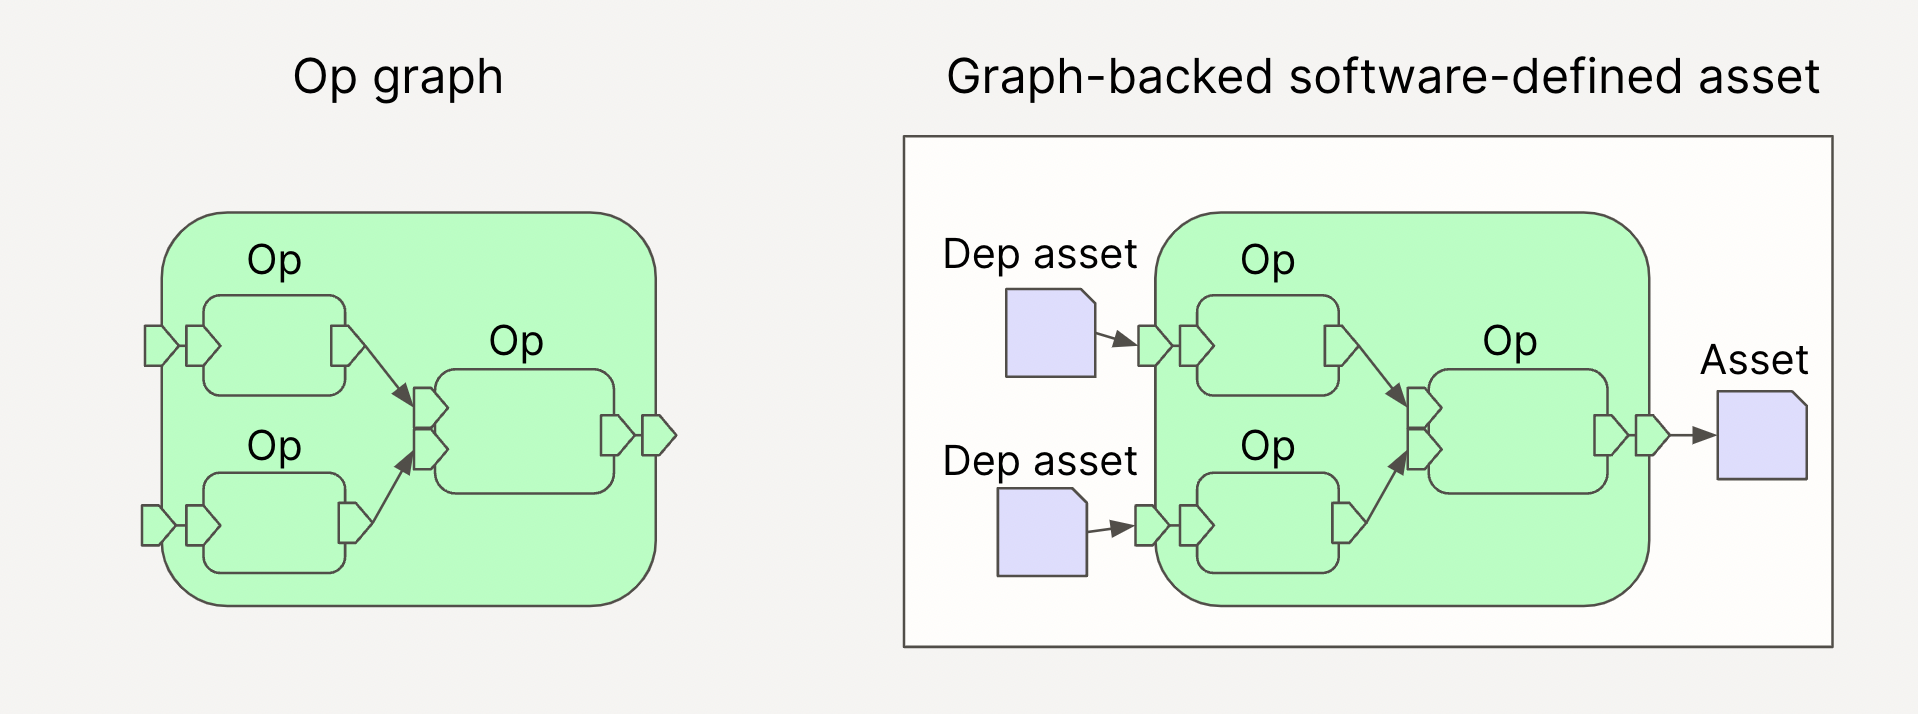 Op graph
Op
Op
Op
Graph-backed software-defined asset
Dep asset
Op
Op
Asset
Dep asset
Op